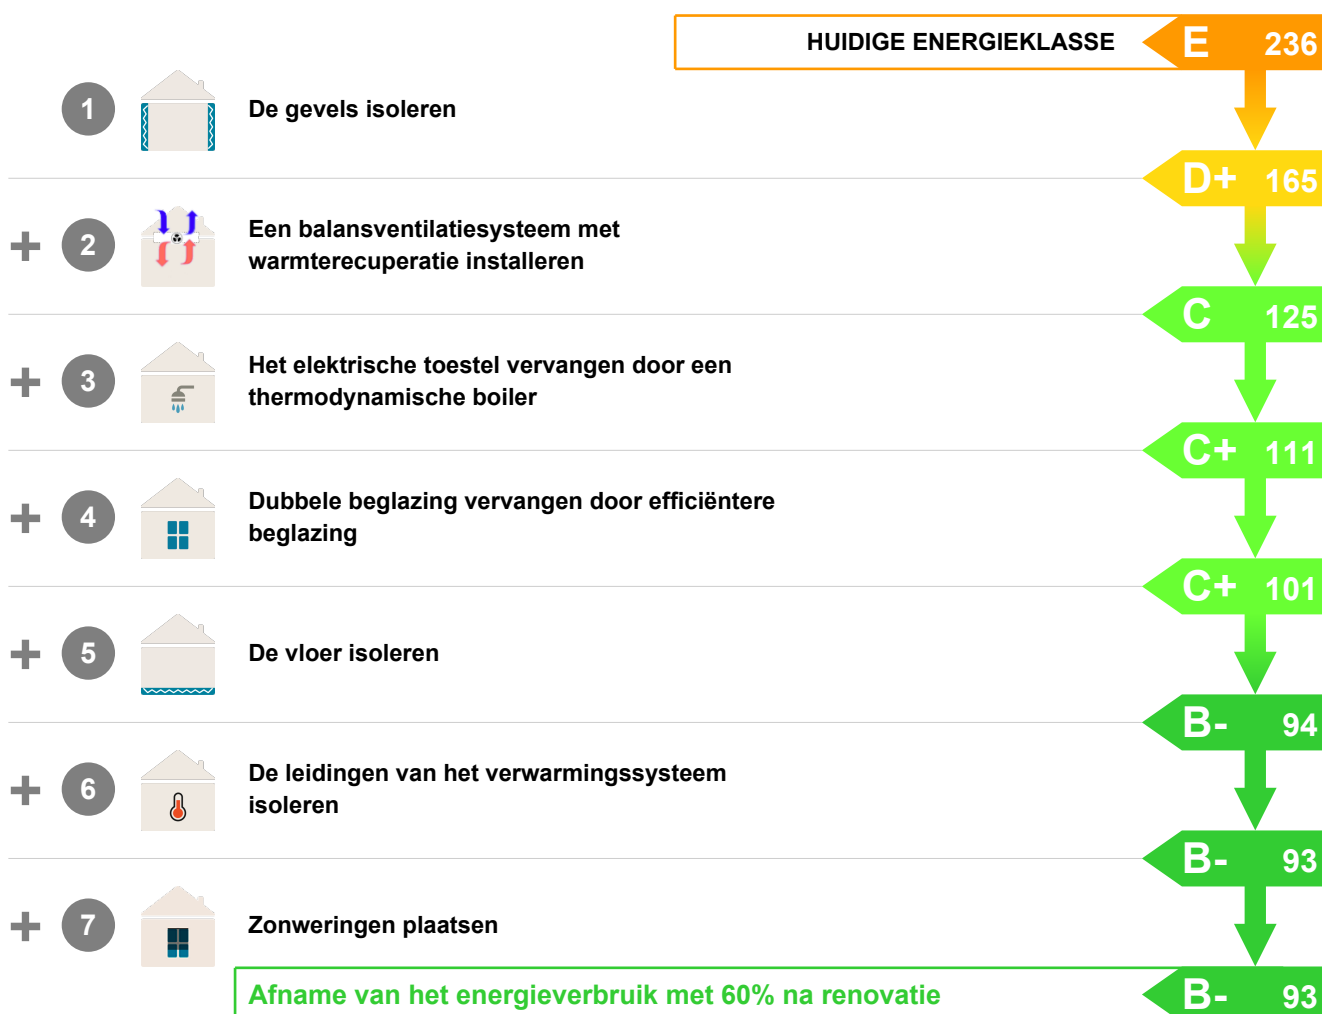 HUIDIGE ENERGIEKLASSE E 236
1 De gevels isoleren
D+ 165
+ 2 Een balansventilatiesysteem met
warmterecuperatie installeren
C 125
+ 3 Het elektrische toestel vervangen door een
thermodynamische boiler
C+ 111
+ 4 Dubbele beglazing vervangen door efficiëntere
beglazing
C+ 101
+ 5 De vloer isoleren
B- 94
+ 6 De leidingen van het verwarmingssysteem
isoleren
B- 93
+ 7 Zonweringen plaatsen
Afname van het energieverbruik met 60% na renovatie B- 93